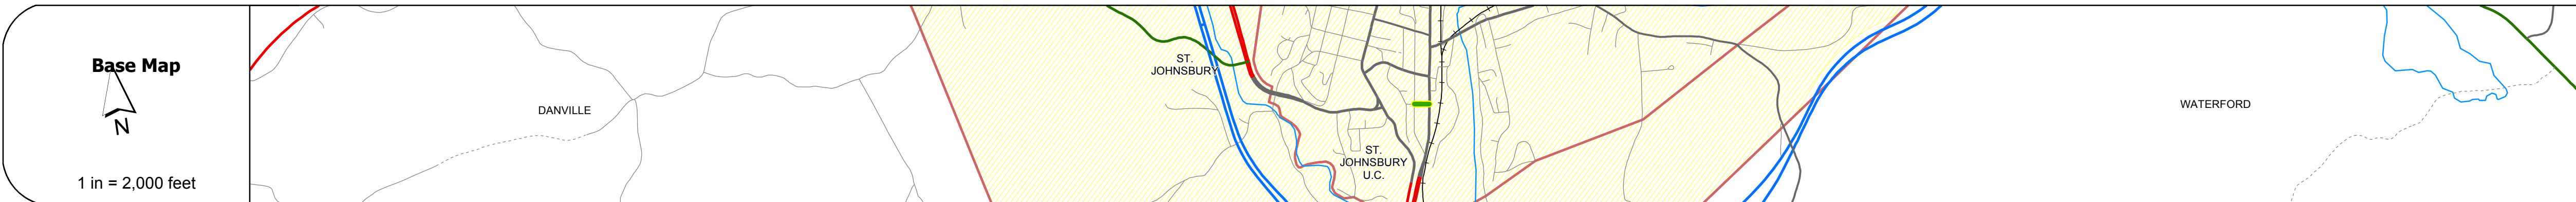 Base Map
N
1 in = 2,000 feet
DANVILLE
ST.
JOHNSBURY
ST.
JOHNSBURY
U.C.
WATERFORD